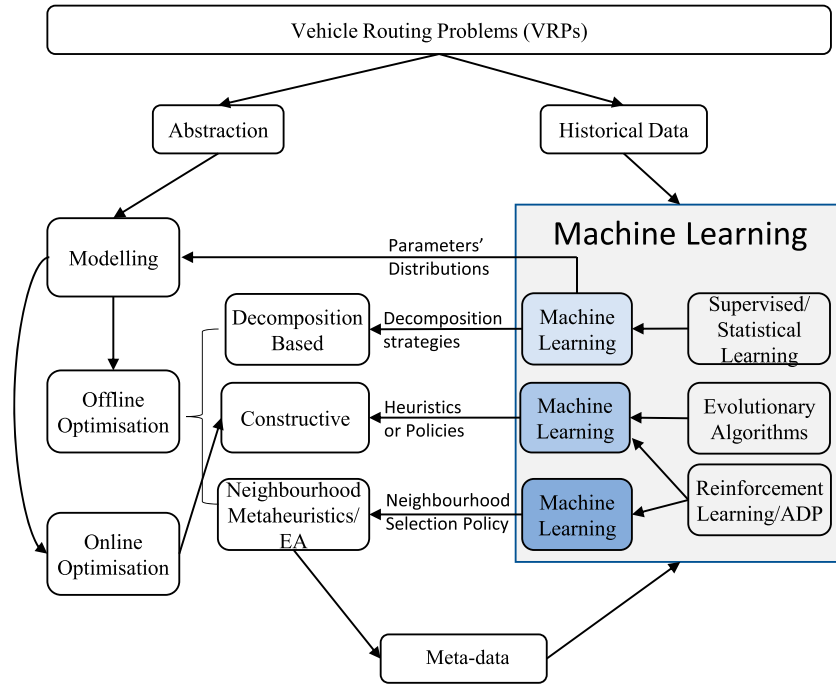 Vehicle Routing Problems (VRPs)
Abstraction
Historical Data
Machine Learning
Modelling
Parameters’
Distributions
Decomposition
Based
Decomposition
strategies
Machine
Learning
Supervised/
Statistical
Learning
Offline
Optimisation
Constructive
Heuristics
or Policies
Machine
Learning
Evolutionary
Algorithms
Neighbourhood
Metaheuristics/
EA
Neighbourhood
Selection Policy
Machine
Learning
Reinforcement
Learning/ADP
Online
Optimisation
Meta-data